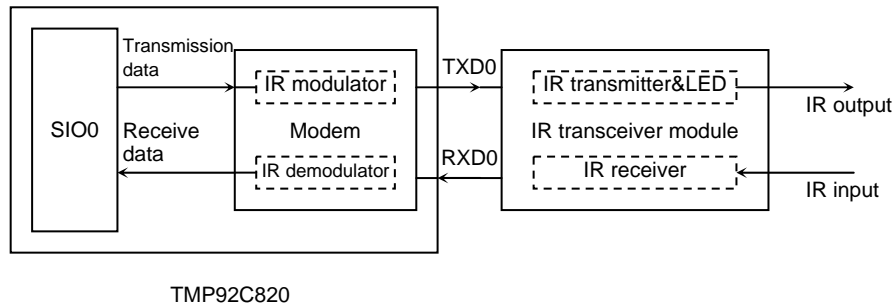 Transmission
data
TXD0
IR modulator
IR transmitter&LED
IR output
SIO0
Receive
data
Modem
IR transceiver module
RXD0
IR demodulator
IR receiver
IR input
TMP92C820